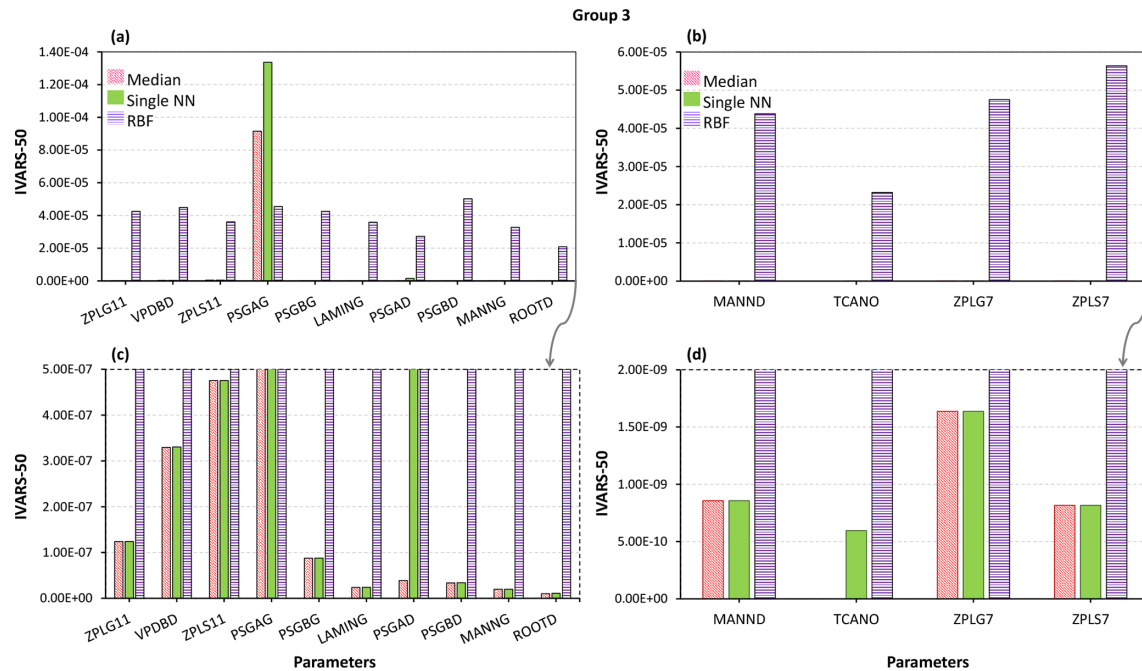 Group 3
(a)
IVARS-50
1.40E-04
1.20E-04
1.00E-04
8.00E-05
6.00E-05
4.00E-05
2.00E-05
0.00E+00
Median
Single NN
RBF
ZPLG11
VPDBD
ZPLS11
PSGAG
PSGBG
LAMING
PSGAD
PSGBD
MANNG
ROOTD
(b)
IVARS-50
6.00E-05
5.00E-05
4.00E-05
3.00E-05
2.00E-05
1.00E-05
0.00E+00
Median
Single NN
RBF
MANND
TCANO
ZPLG7
ZPLS7
(c)
IVARS-50
5.00E-07
4.00E-07
3.00E-07
2.00E-07
1.00E-07
0.00E+00
ZPLG11
VPDBD
ZPLS11
PSGAG
PSGBG
LAMING
PSGAD
PSGBD
MANNG
ROOTD
Parameters
(d)
IVARS-50
2.00E-09
1.50E-09
1.00E-09
5.00E-10
0.00E+00
MANND
TCANO
ZPLG7
ZPLS7
Parameters